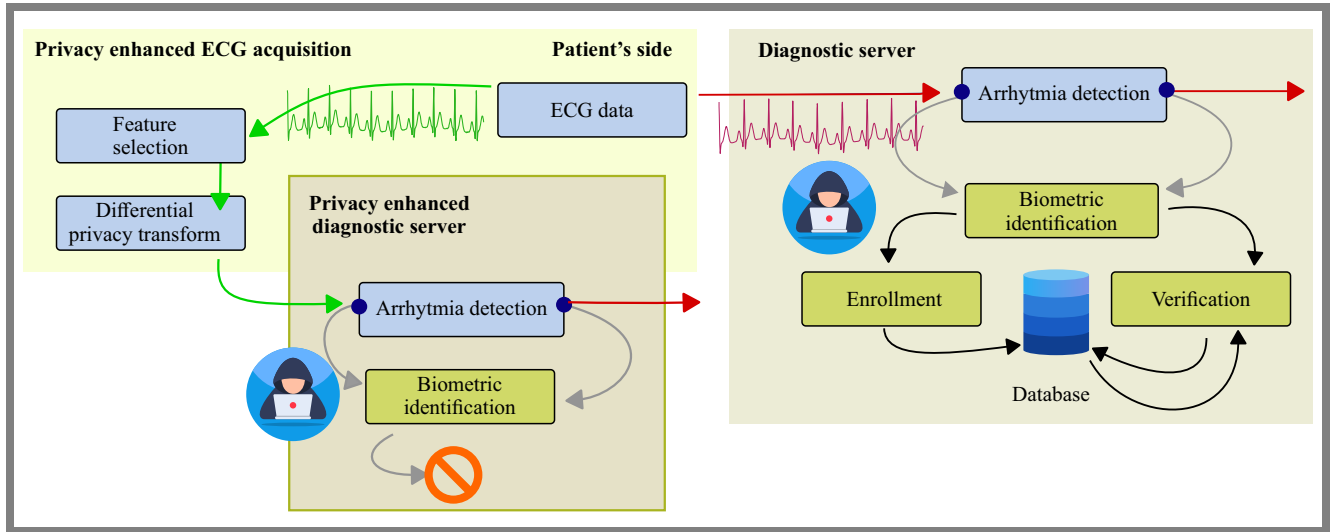 Privacy enhanced ECG acquisition
Patient's side
ECG data
Feature
selection
Differential
privacy transform
Privacy enhanced
diagnostic server
Arrhytmia detection
Biometric
identification
Diagnostic server
Arrhytmia detection
Biometric
identification
Enrollment
Verification
Database